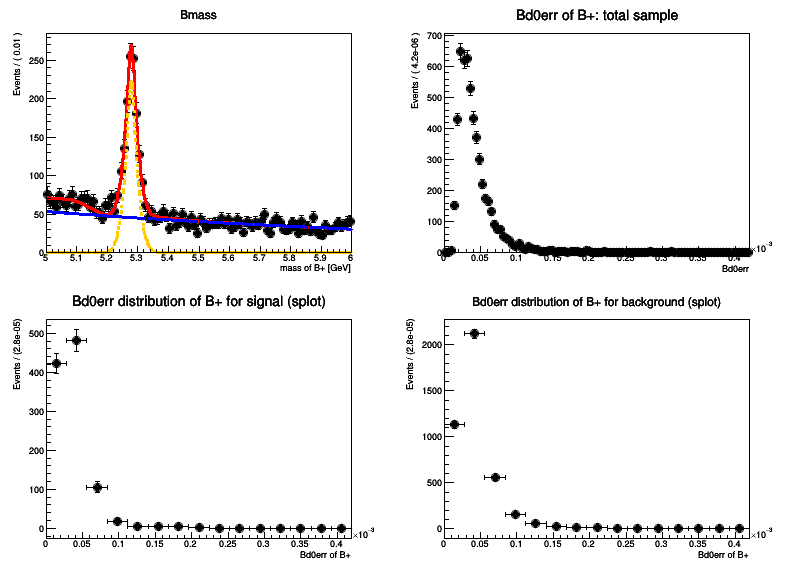 Bmass
Events / ( 0.01 )
250
200
150
100
50
0
5 5.1 5.2 5.3 5.4 5.5 5.6 5.7 5.8 5.9 6
mass of B+ [GeV]
Bd0err of B+: total sample
Events / ( 4.2e-06 )
700
600
500
400
300
200
100
0
0 0.05 0.1 0.15 0.2 0.25 0.3 0.35 0.4
×10⁻³
Bd0err
Bd0err distribution of B+ for signal (splot)
Events / (2.8e-05)
500
400
300
200
100
0
0 0.05 0.1 0.15 0.2 0.25 0.3 0.35 0.4
×10⁻³
Bd0err of B+
Bd0err distribution of B+ for background (splot)
Events / (2.8e-05)
2000
1500
1000
500
0
0 0.05 0.1 0.15 0.2 0.25 0.3 0.35 0.4
×10⁻³
Bd0err of B+